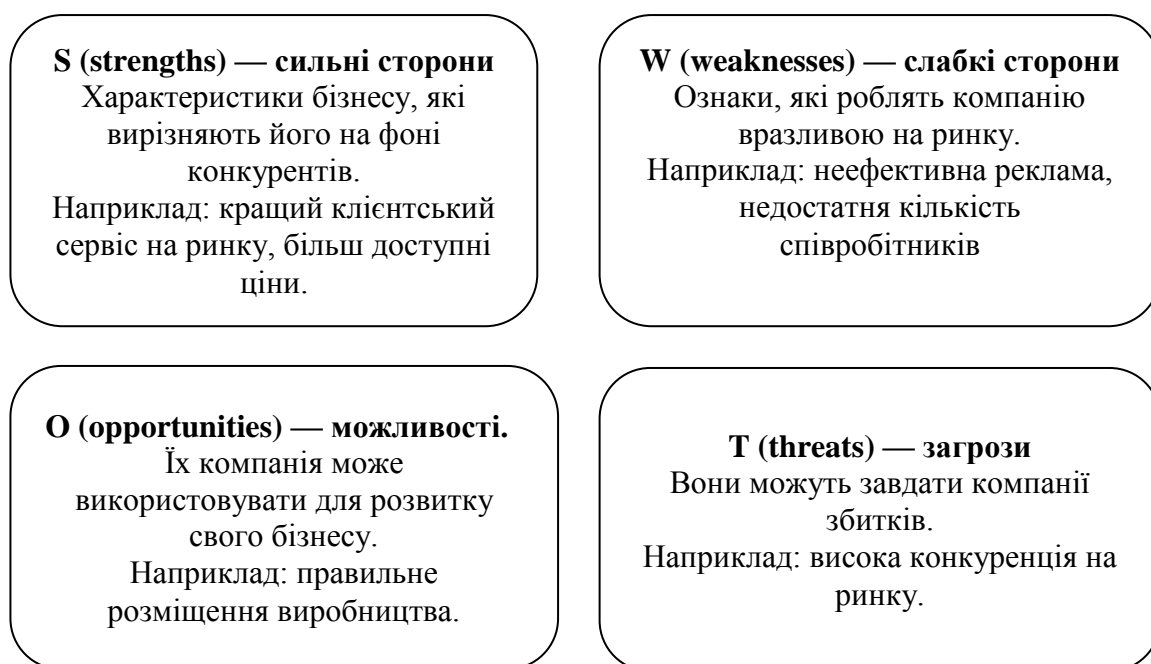 S (strengths) — сильні сторони
Характеристики бізнесу, які
вирізняють його на фоні
конкурентів.
Наприклад: кращий клієнтський
сервіс на ринку, більш доступні
ціни.
W (weaknesses) — слабкі сторони
Ознаки, які роблять компанію
вразливою на ринку.
Наприклад: неефективна реклама,
недостатня кількість
співробітників
O (opportunities) — можливості.
Їх компанія може
використовувати для розвитку
свого бізнесу.
Наприклад: правильне
розміщення виробництва.
T (threats) — загрози
Вони можуть завдати компанії
збитків.
Наприклад: висока конкуренція на
ринку.